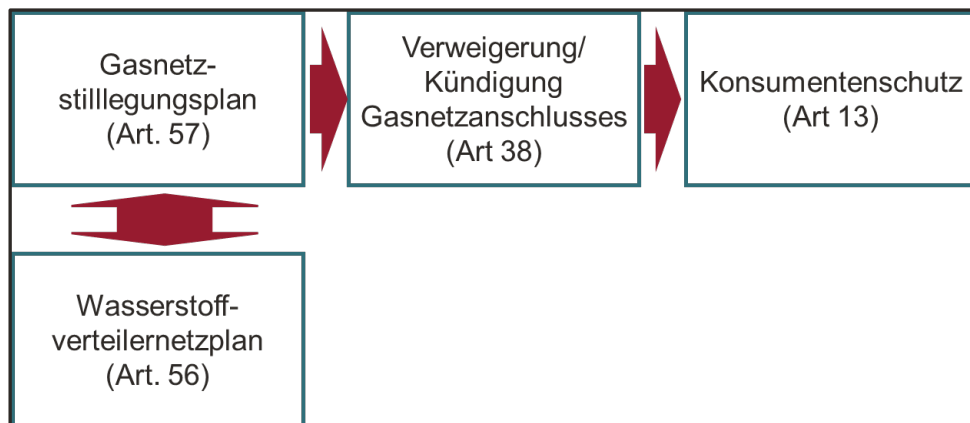 Gasnetz-
stilllegungsplan
(Art. 57)
Verweigerung/
Kündigung
Gasnetzanschlusses
(Art 38)
Konsumentenschutz
(Art 13)
Wasserstoff-
verteilernetzplan
(Art. 56)